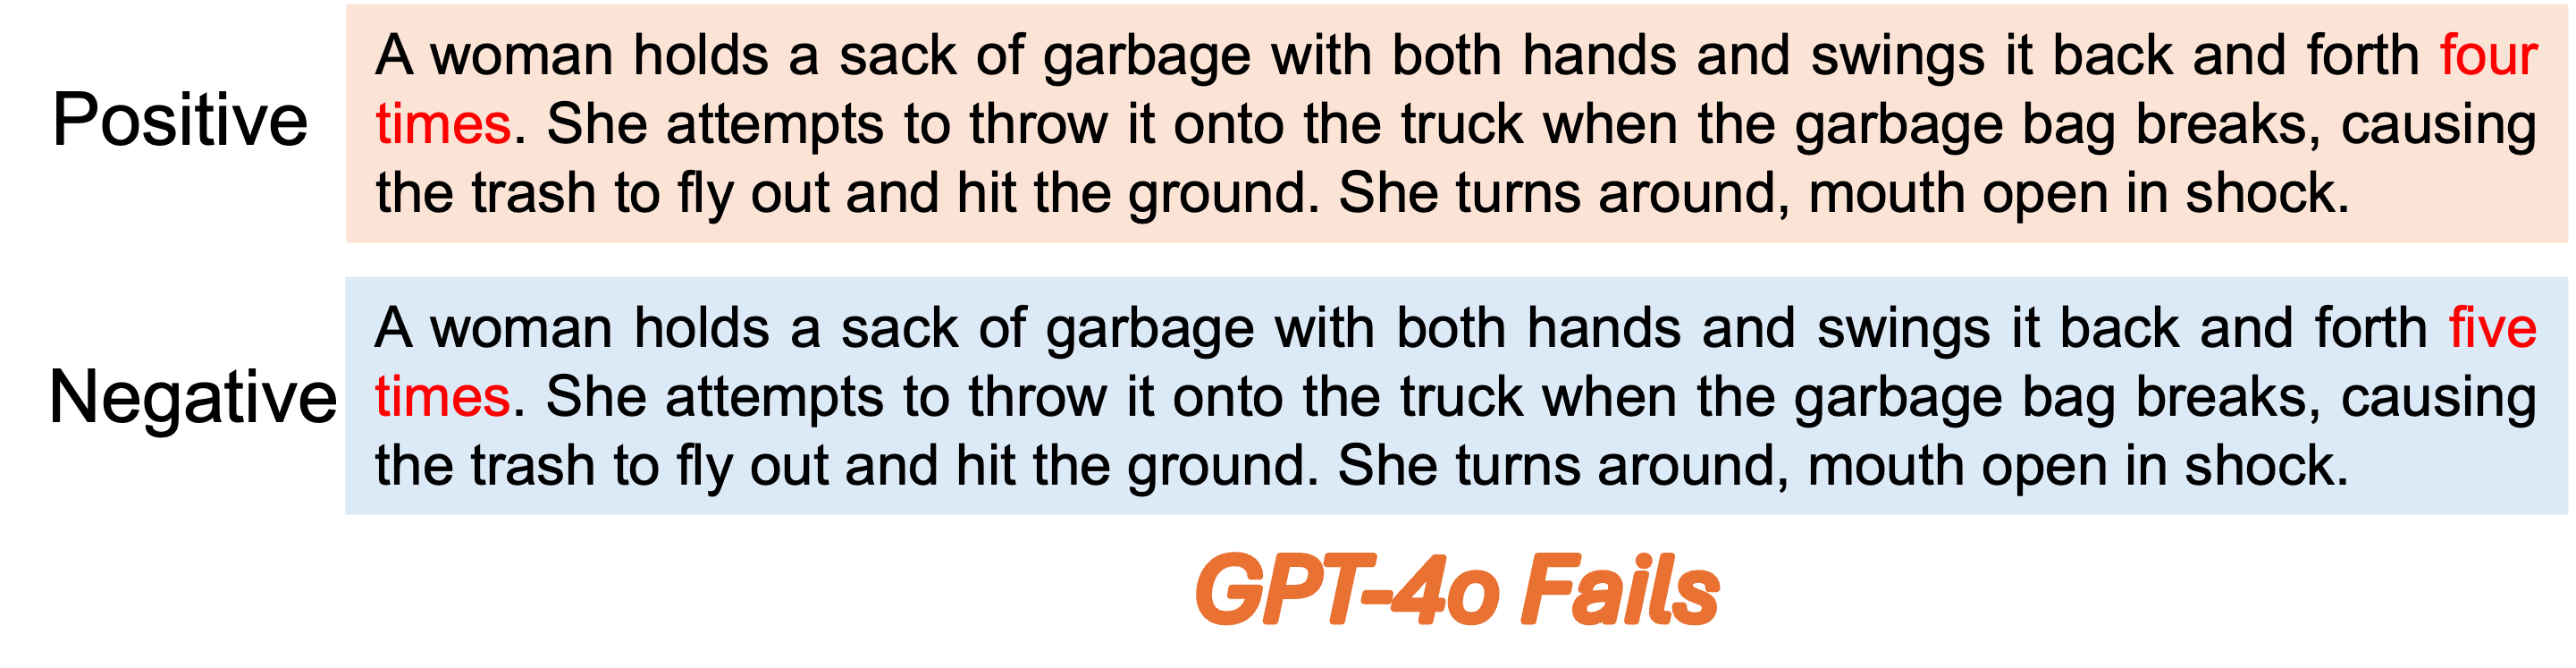 Positive
A woman holds a sack of garbage with both hands and swings it back and forth four
times. She attempts to throw it onto the truck when the garbage bag breaks, causing
the trash to fly out and hit the ground. She turns around, mouth open in shock.
Negative
A woman holds a sack of garbage with both hands and swings it back and forth five
times. She attempts to throw it onto the truck when the garbage bag breaks, causing
the trash to fly out and hit the ground. She turns around, mouth open in shock.
GPT-4o Fails